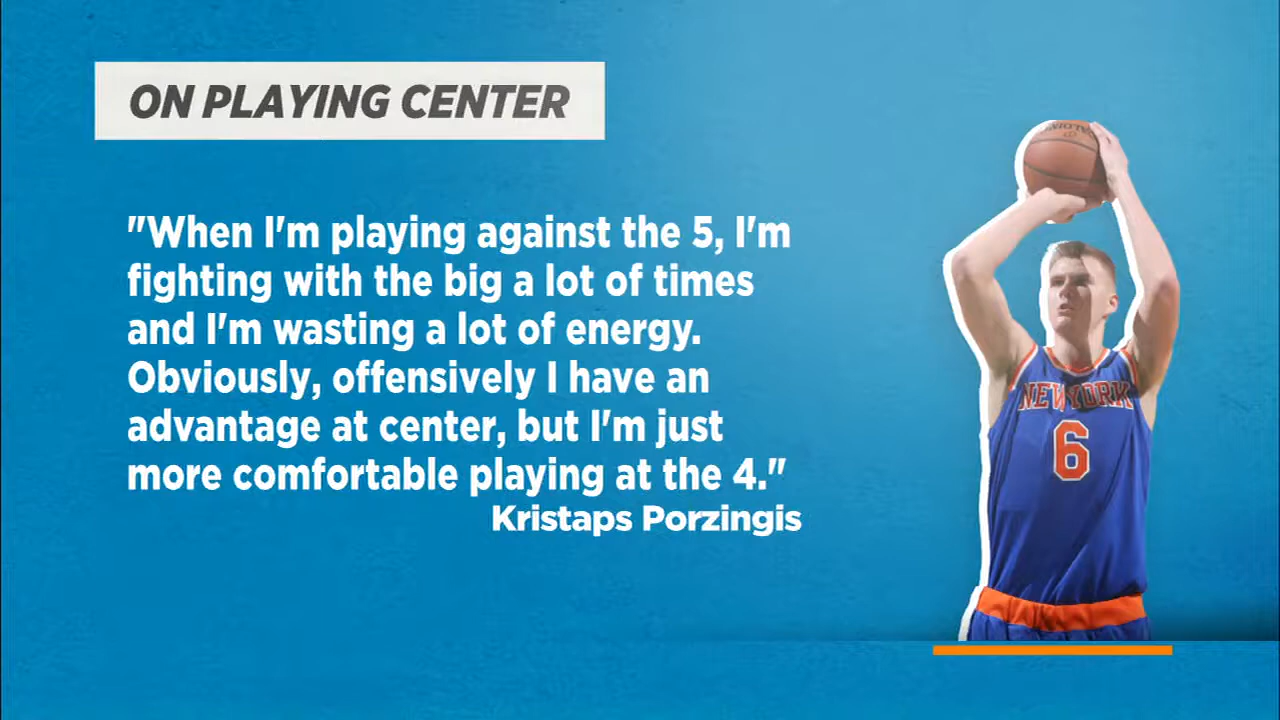 ON PLAYING CENTER
"When I'm playing against the 5, I'm
fighting with the big a lot of times
and I'm wasting a lot of energy.
Obviously, offensively I have an
advantage at center, but I'm just
more comfortable playing at the 4."
Kristaps Porzingis
NEW YORK
6